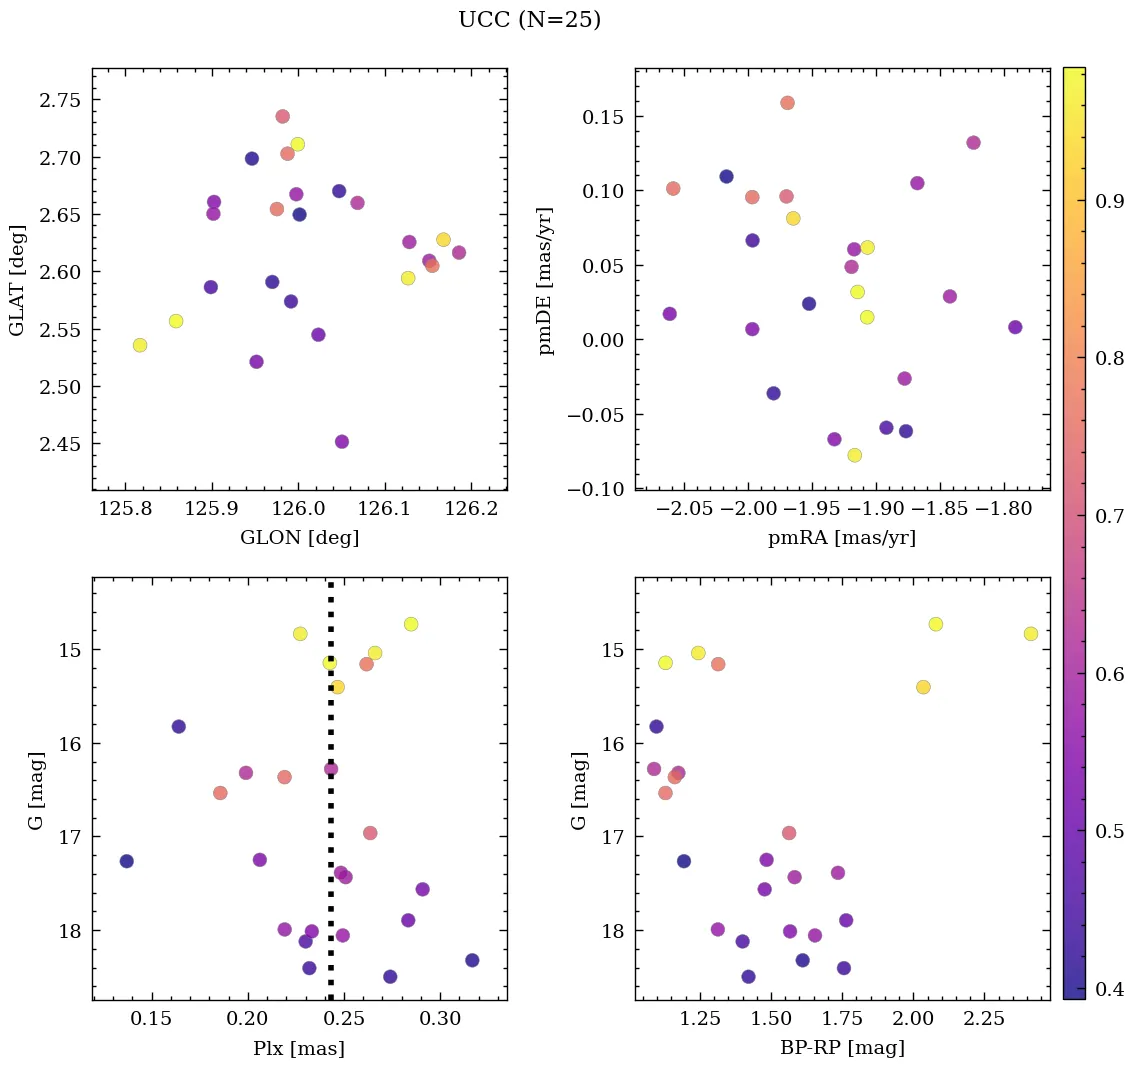 UCC (N=25)
2.75
2.70
2.65
2.60
2.55
2.50
2.45
GLAT [deg]
125.8 125.9 126.0 126.1 126.2
GLON [deg]
0.15
0.10
0.05
0.00
−0.05
−0.10
pmDE [mas/yr]
−2.05 −2.00 −1.95 −1.90 −1.85 −1.80
pmRA [mas/yr]
15
16
17
18
G [mag]
0.15 0.20 0.25 0.30
Plx [mas]
15
16
17
18
G [mag]
1.25 1.50 1.75 2.00 2.25
BP-RP [mag]
0.9
0.8
0.7
0.6
0.5
0.4